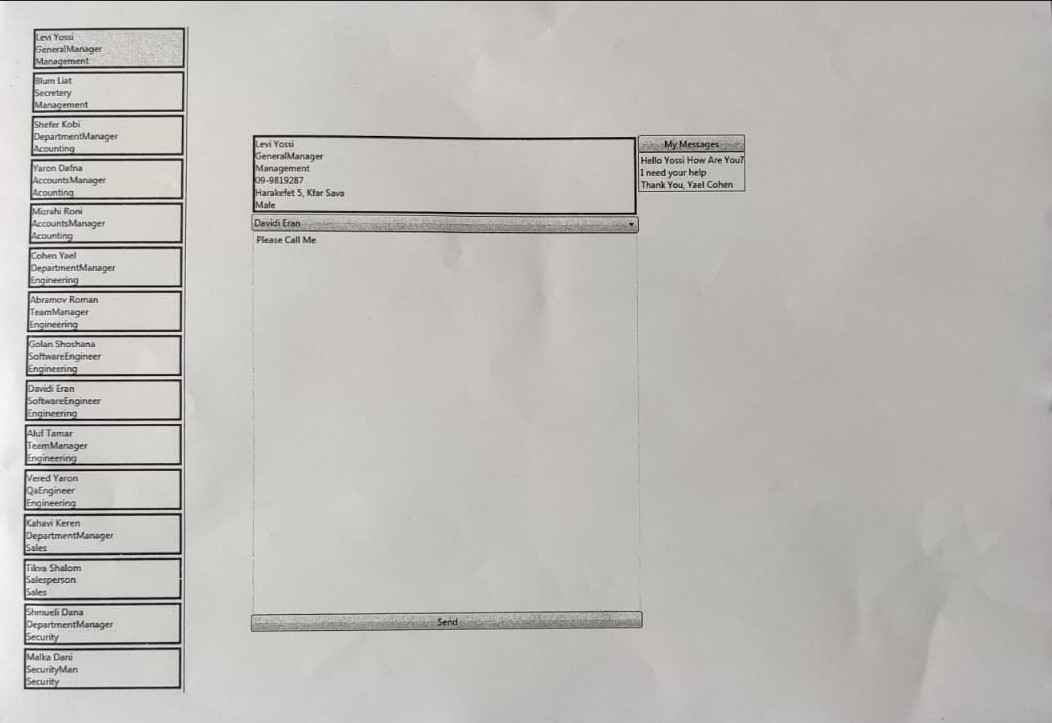 Levi Yossi
GeneralManager
Management
Blum Liat
Secretery
Management
Shefer Kobi
DepartmentManager
Acounting
Yaron Dafna
AccountsManager
Acounting
Mizrahi Roni
AccountsManager
Acounting
Cohen Yael
DepartmentManager
Engineering
Abramov Roman
TeamManager
Engineering
Golan Shoshana
SoftwareEngineer
Engineering
Davidi Eran
SoftwareEngineer
Engineering
Aluf Tamar
TeamManager
Engineering
Vered Yaron
QaEngineer
Engineering
Kahavi Keren
DepartmentManager
Sales
Tikva Shalom
Salesperson
Sales
Shmueli Dana
DepartmentManager
Security
Malka Dani
SecurityMan
Security
Levi Yossi
GeneralManager
Management
09-9819287
Harakefet 5, Kfar Sava
Male
Davidi Eran
Please Call Me
Send
My Messages
Hello Yossi How Are You?
I need your help
Thank You, Yael Cohen